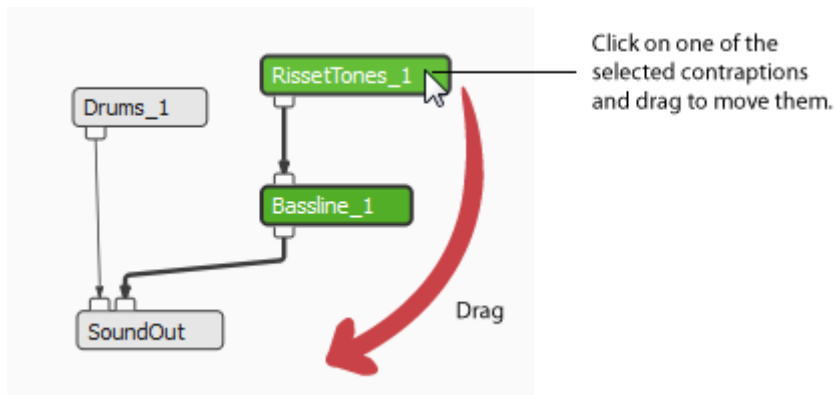 RissetTones_1
Click on one of the
selected contraptions
and drag to move them.
Drums_1
Bassline_1
Drag
SoundOut